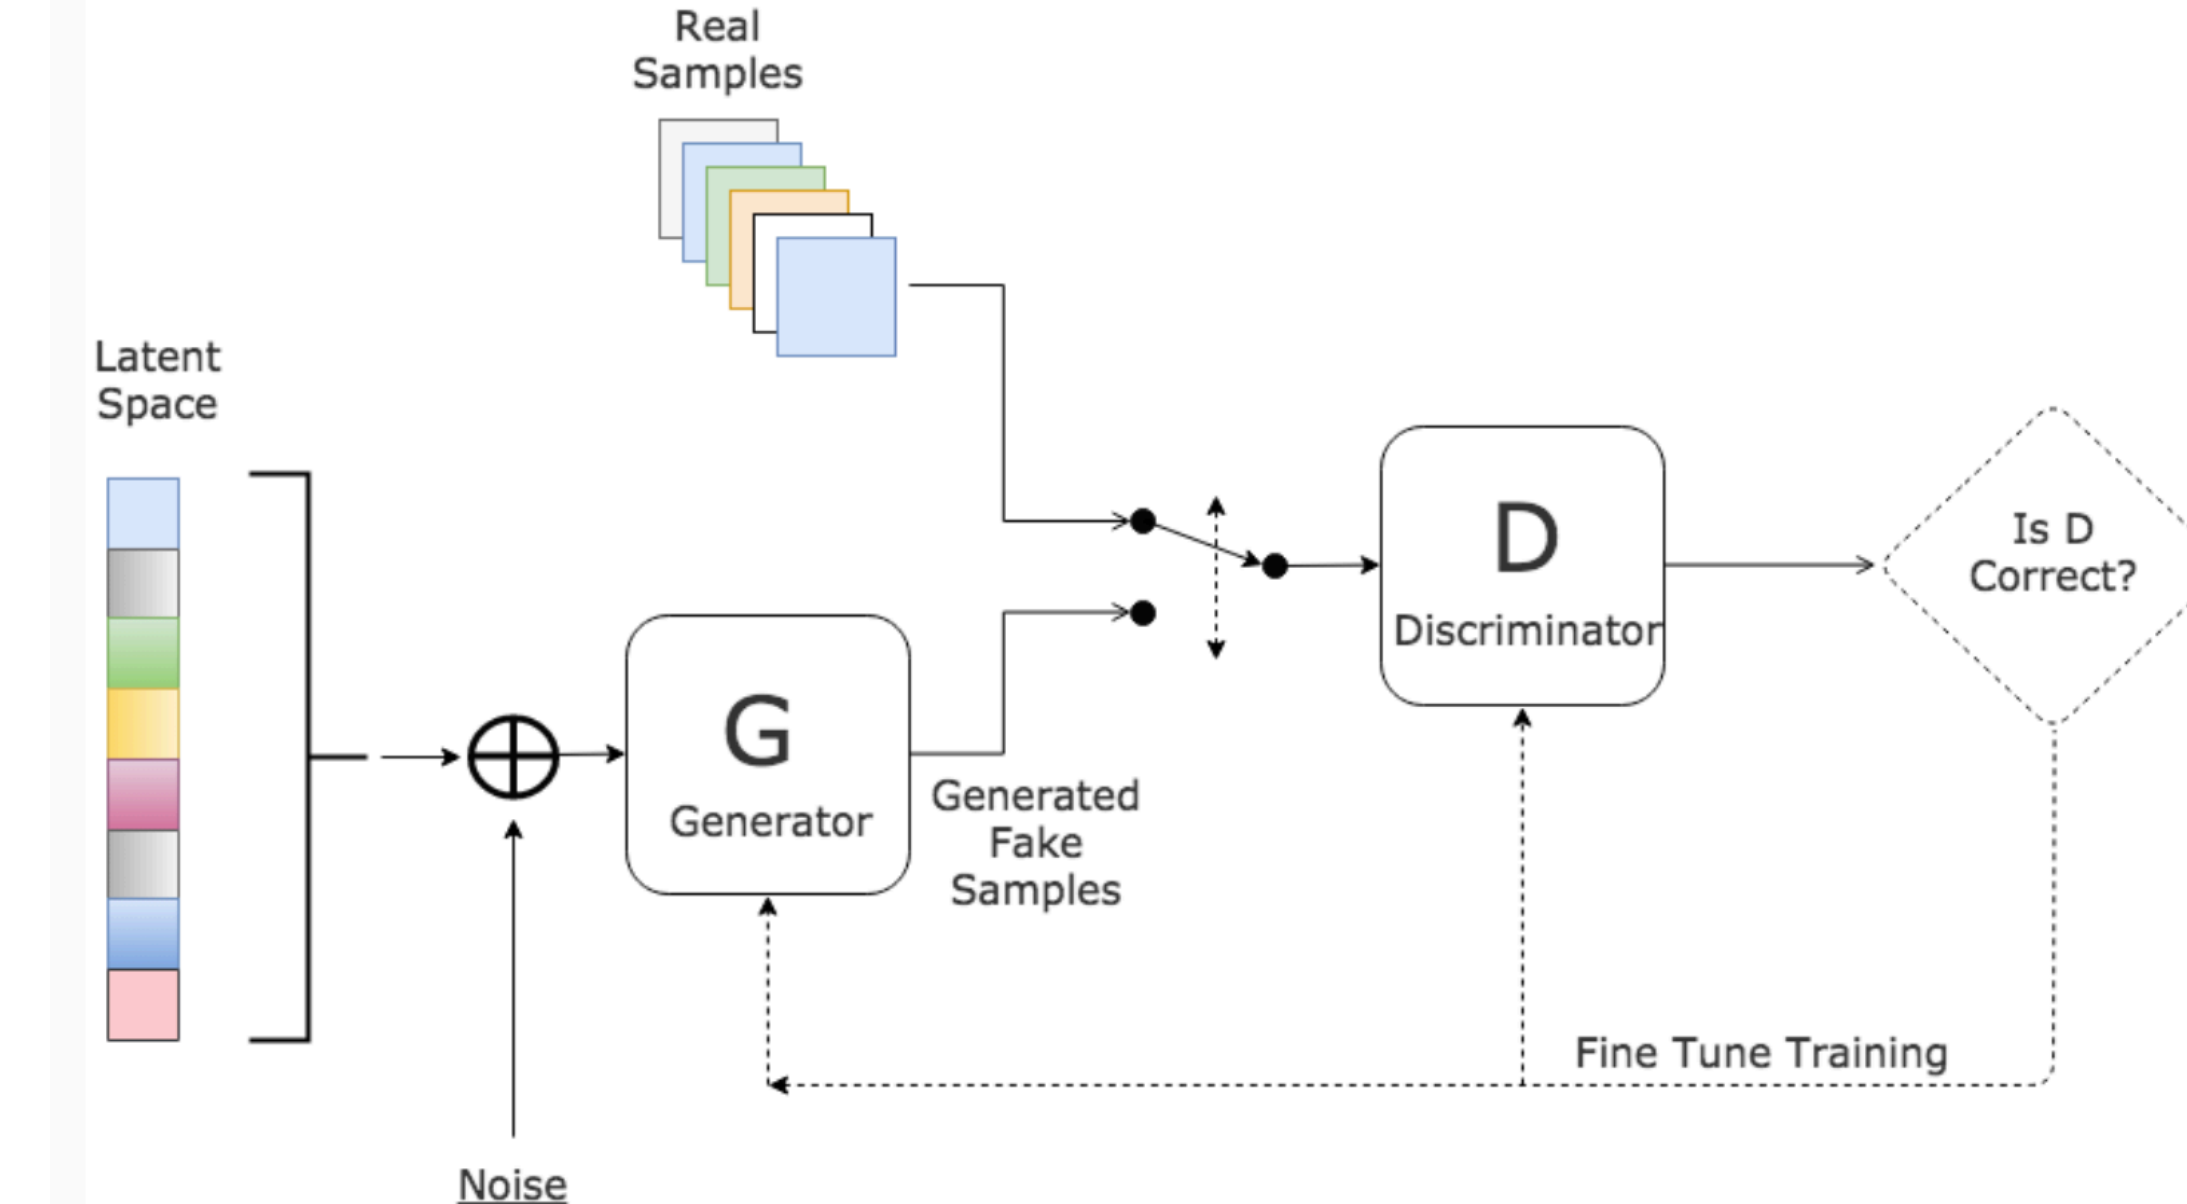 Real
Samples
Latent
Space
D
Discriminator
Is D
Correct?
G
Generator
Generated
Fake
Samples
Fine Tune Training
Noise